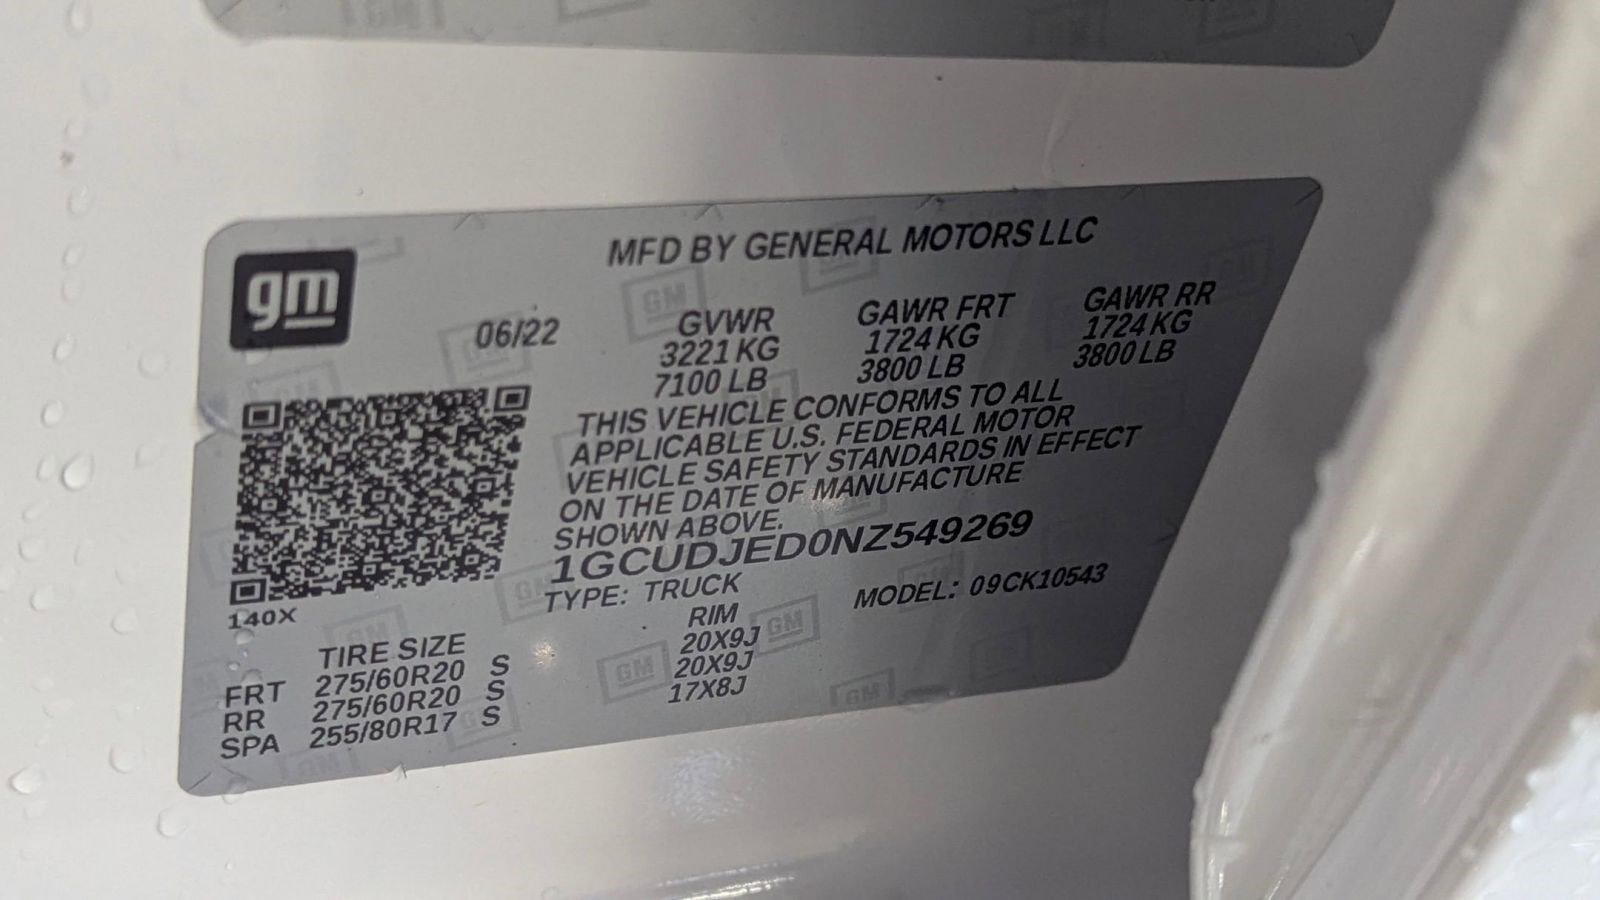 gm
MFD BY GENERAL MOTORS LLC
06/22
GVWR GAWR FRT GAWR RR
3221 KG 1724 KG 1724 KG
7100 LB 3800 LB 3800 LB
THIS VEHICLE CONFORMS TO ALL
APPLICABLE U.S. FEDERAL MOTOR
VEHICLE SAFETY STANDARDS IN EFFECT
ON THE DATE OF MANUFACTURE
SHOWN ABOVE.
1GCUDJED0NZ549269
TYPE: TRUCK MODEL: 09CK10543
140X
TIRE SIZE RIM
FRT 275/60R20 S 20X9J
RR 275/60R20 S 20X9J
SPA 255/80R17 S 17X8J